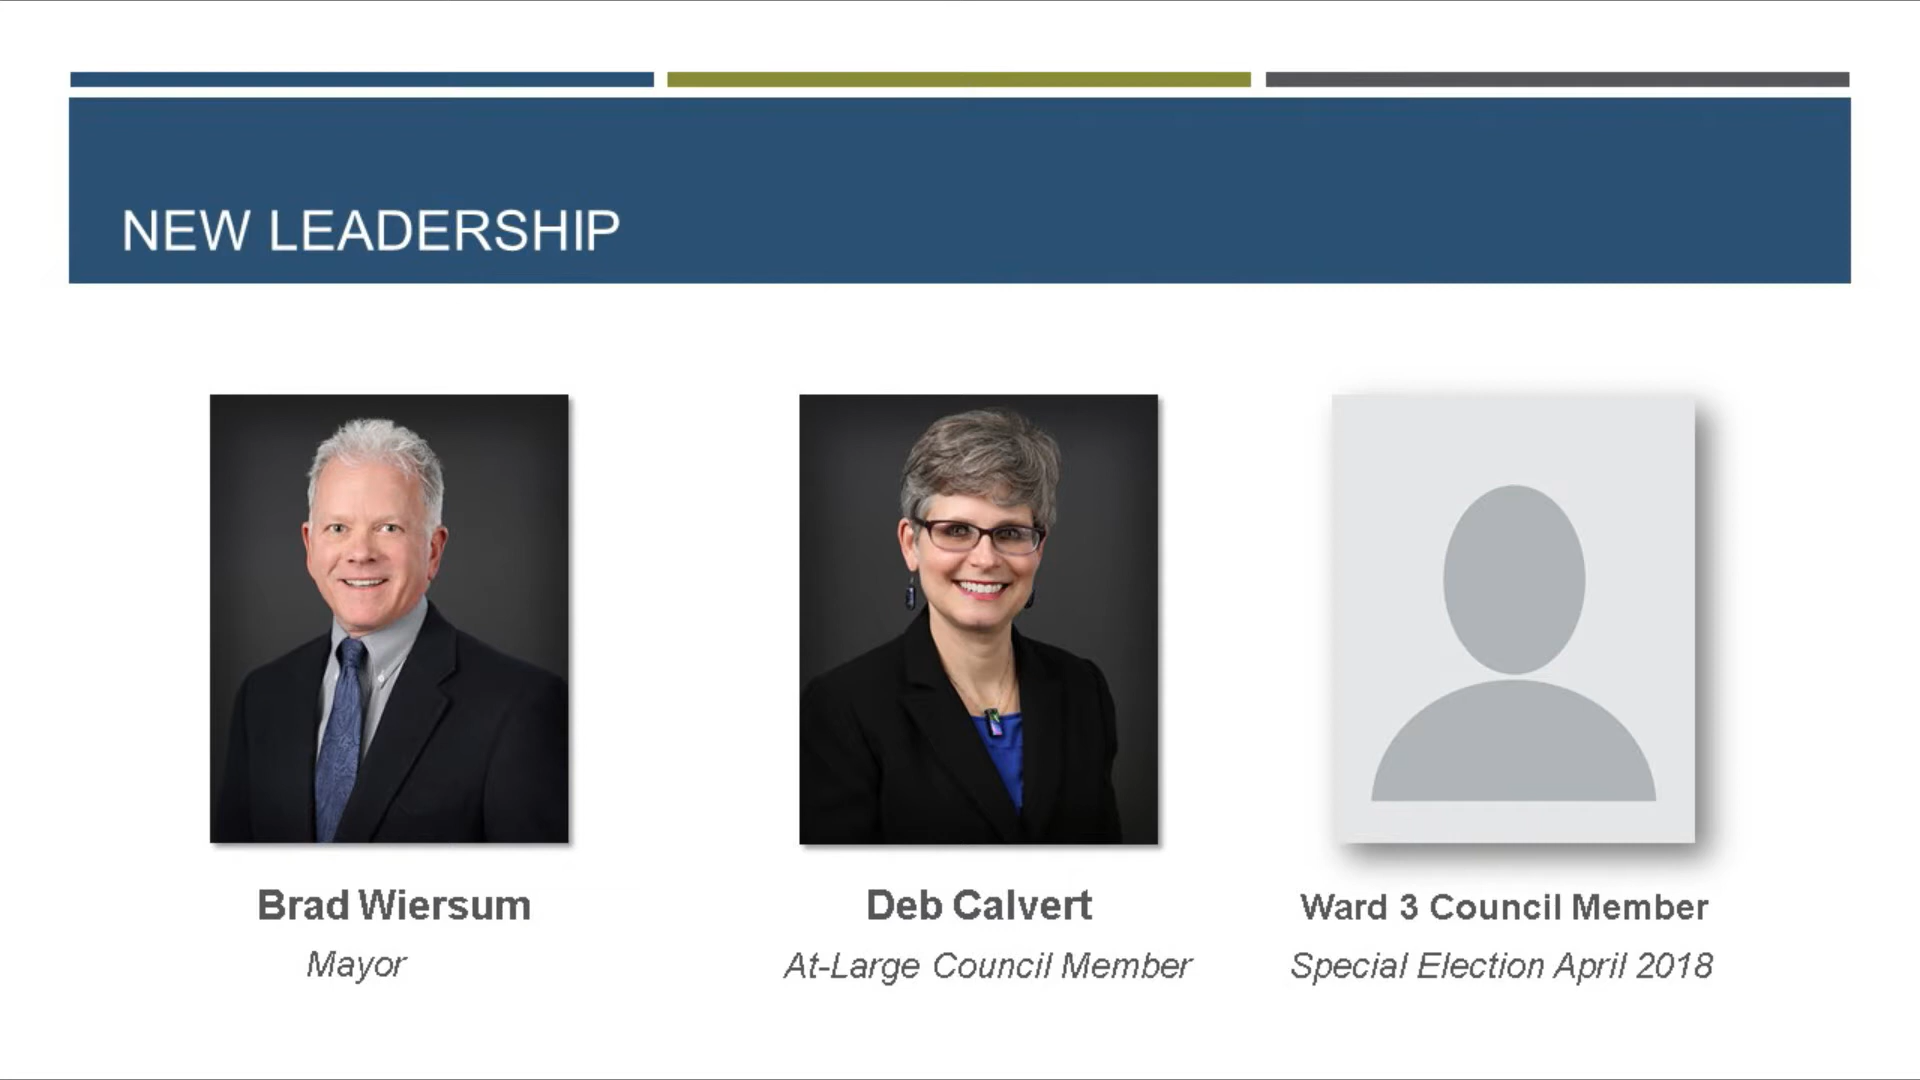 NEW LEADERSHIP
Brad Wiersum
Mayor
Deb Calvert
At-Large Council Member
Ward 3 Council Member
Special Election April 2018